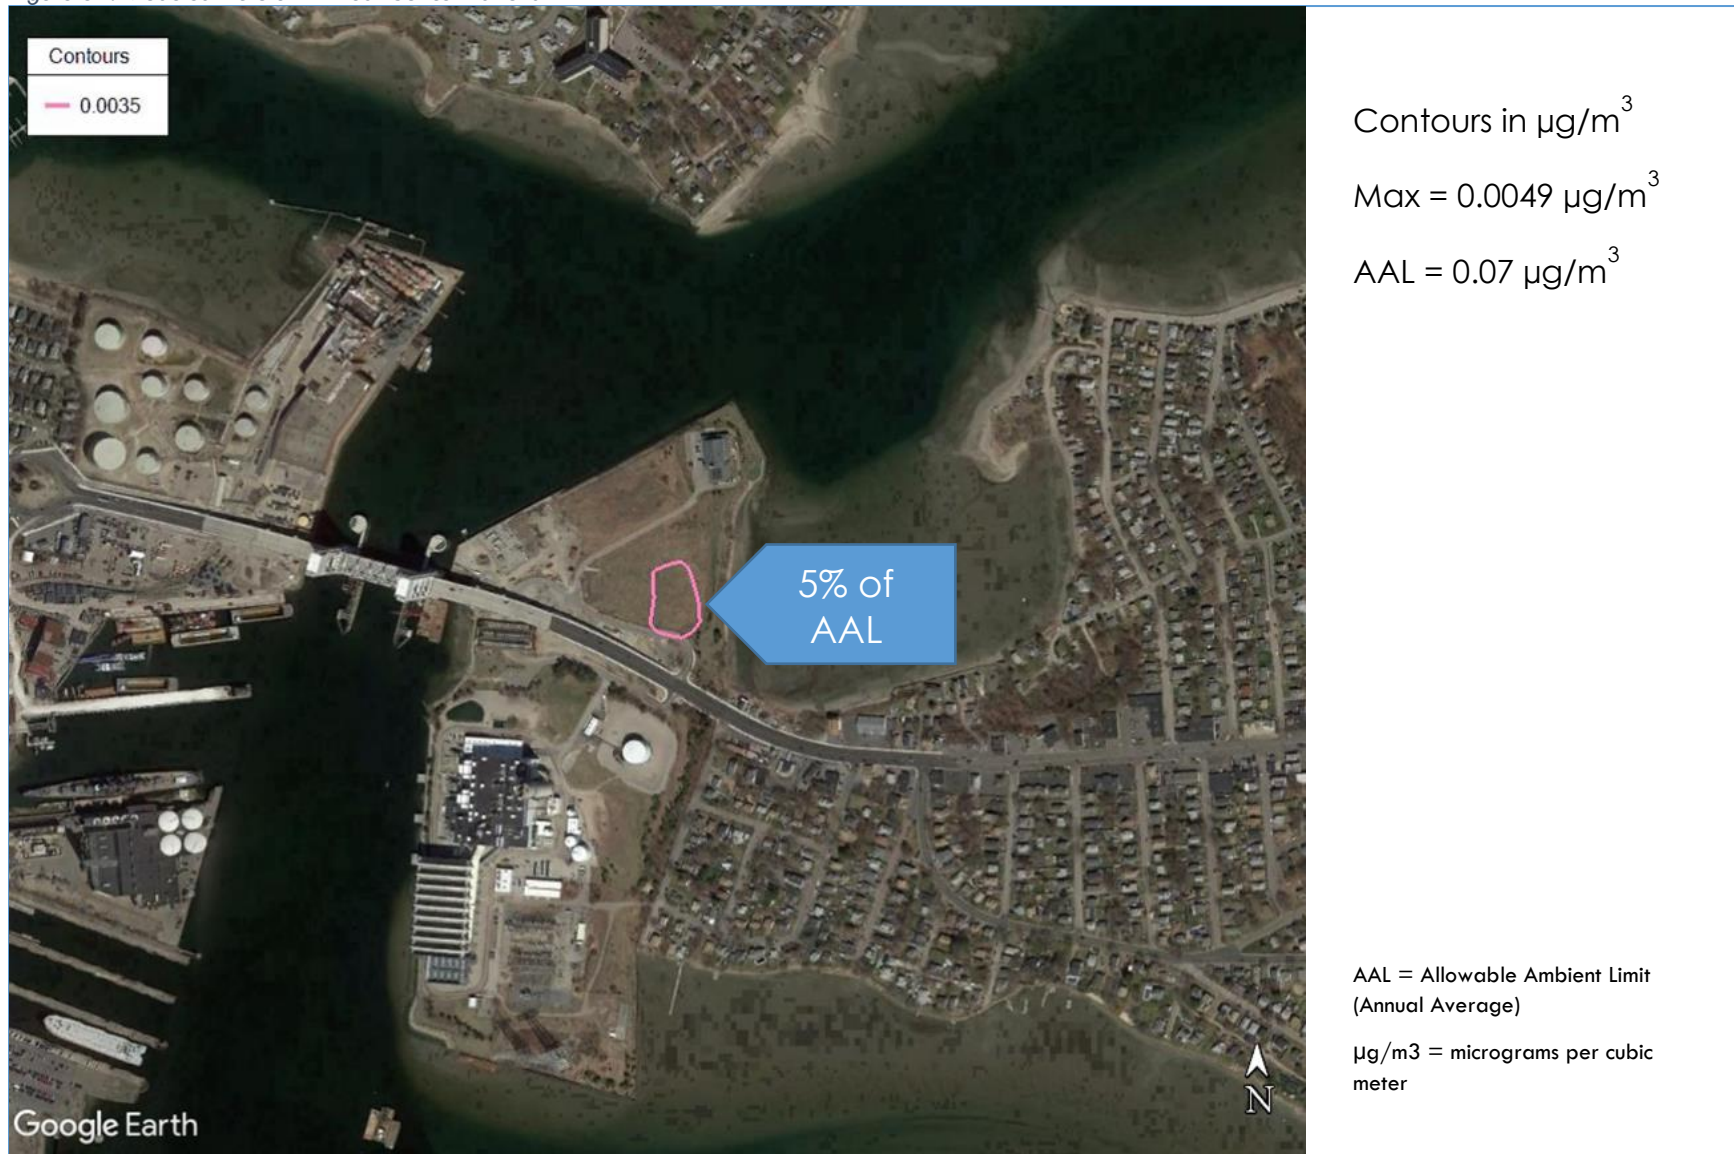 Contours
0.0035
Contours in µg/m³
Max = 0.0049 µg/m³
AAL = 0.07 µg/m³
5% of
AAL
AAL = Allowable Ambient Limit
(Annual Average)
µg/m3 = micrograms per cubic
meter
N
Google Earth